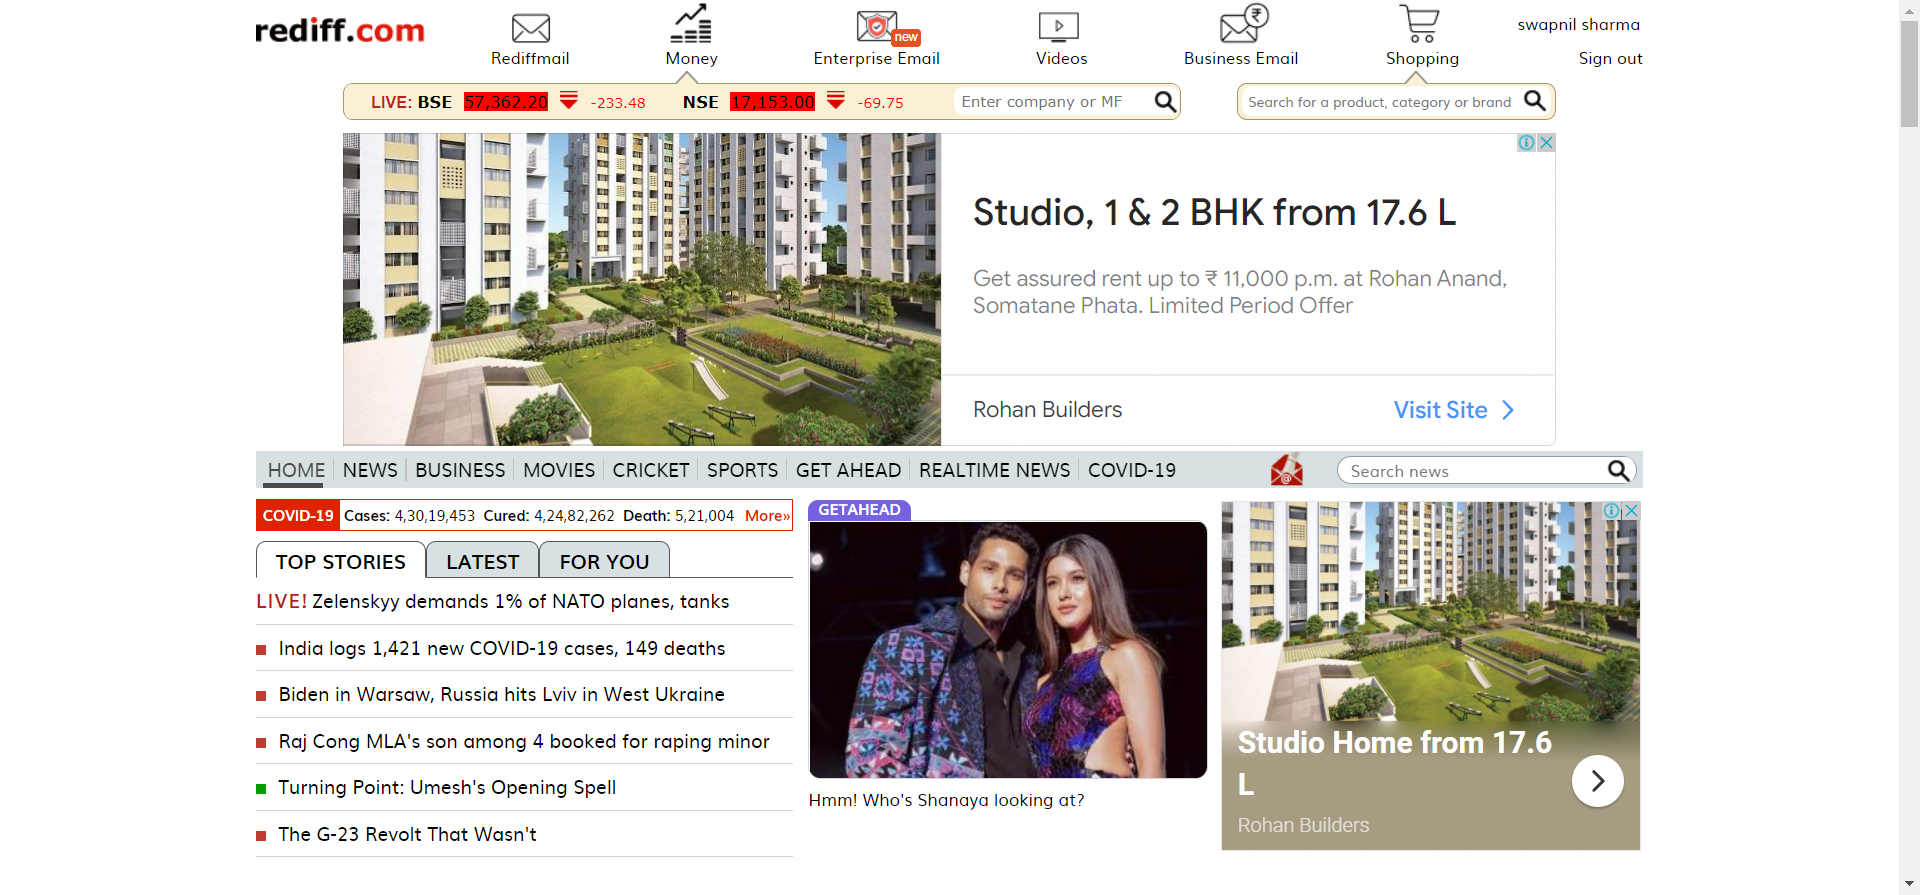 rediff.com
Rediffmail
Money
new
Enterprise Email
Videos
₹
Business Email
Shopping
swapnil sharma
Sign out
LIVE: BSE 57,362.20 -233.48 NSE 17,153.00 -69.75
Enter company or MF
Search for a product, category or brand
Studio, 1 & 2 BHK from 17.6 L
Get assured rent up to ₹ 11,000 p.m. at Rohan Anand,
Somatane Phata. Limited Period Offer
Rohan Builders
Visit Site
HOME NEWS BUSINESS MOVIES CRICKET SPORTS GET AHEAD REALTIME NEWS COVID-19
@
Search news
COVID-19 Cases: 4,30,19,453 Cured: 4,24,82,262 Death: 5,21,004 More»
TOP STORIES LATEST FOR YOU
LIVE! Zelenskyy demands 1% of NATO planes, tanks
India logs 1,421 new COVID-19 cases, 149 deaths
Biden in Warsaw, Russia hits Lviv in West Ukraine
Raj Cong MLA's son among 4 booked for raping minor
Turning Point: Umesh's Opening Spell
The G-23 Revolt That Wasn't
GETAHEAD
Hmm! Who's Shanaya looking at?
Studio Home from 17.6
L
Rohan Builders